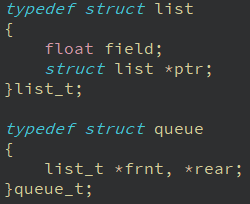 typedef struct list
{
    float field;
    struct list *ptr;
}list_t;

typedef struct queue
{
    list_t *frnt, *rear;
}queue_t;